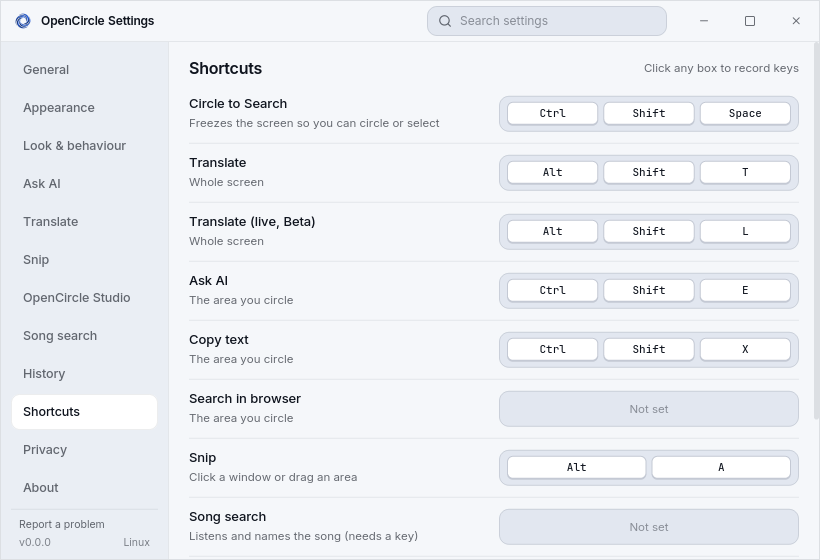 OpenCircle Settings
Search settings
General
Appearance
Look & behaviour
Ask AI
Translate
Snip
OpenCircle Studio
Song search
History
Shortcuts
Privacy
About
Report a problem
v0.0.0 Linux
Shortcuts
Click any box to record keys
Circle to Search
Freezes the screen so you can circle or select
Ctrl Shift Space
Translate
Whole screen
Alt Shift T
Translate (live, Beta)
Whole screen
Alt Shift L
Ask AI
The area you circle
Ctrl Shift E
Copy text
The area you circle
Ctrl Shift X
Search in browser
The area you circle
Not set
Snip
Click a window or drag an area
Alt A
Song search
Listens and names the song (needs a key)
Not set